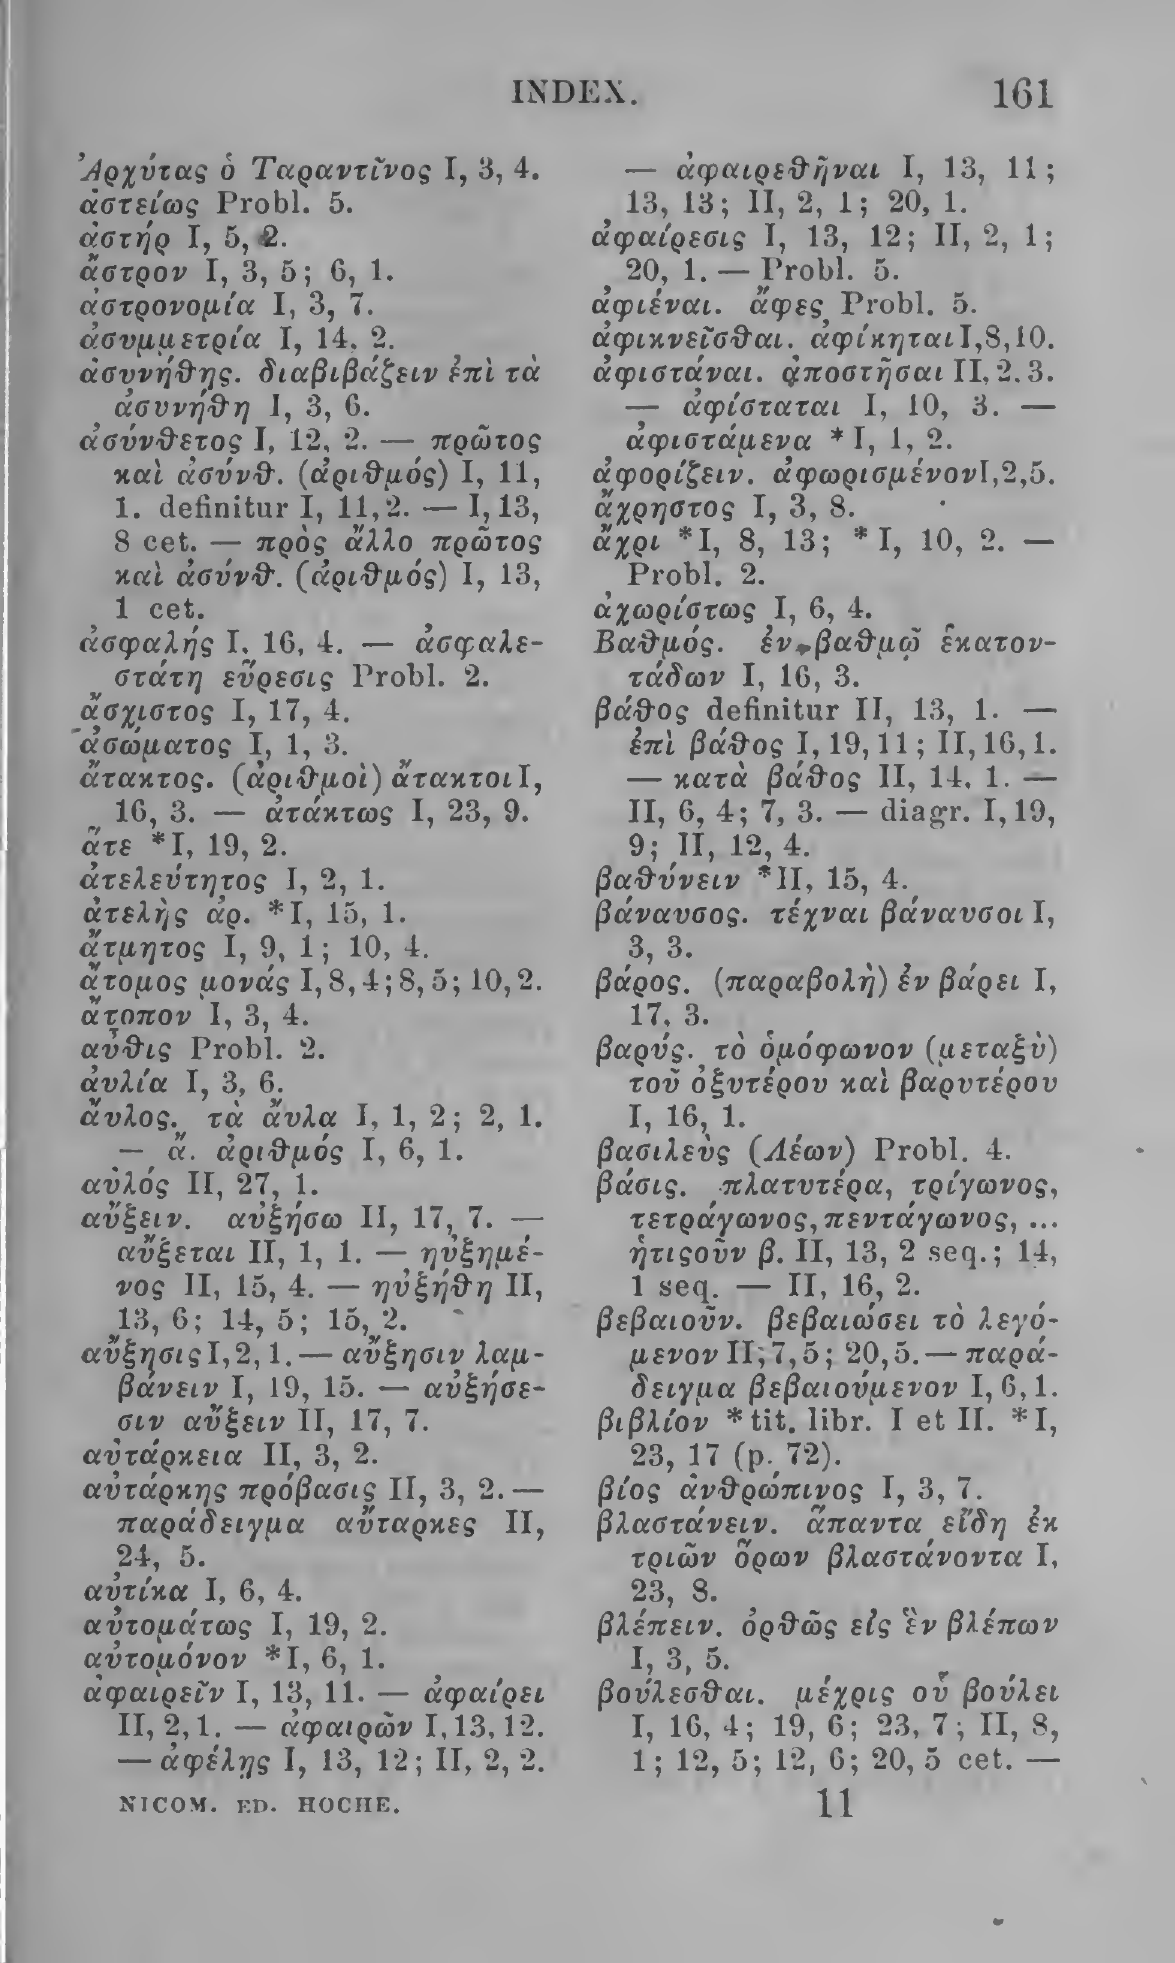 INDEX. 161
Ἀρχύτας ὁ Ταραντῖνος I, 3, 4.
ἀστείως Probl. 5.
ἀστήρ I, 5, 2.
ἄστρον I, 3, 5; 6, 1.
ἀστρονομία I, 3, 7.
ἀσυμμετρία I, 14, 2.
ἀσυνήθης. διαβιβάζειν ἐπὶ τὰ
ἀσυνήθη I, 3, 6.
ἀσύνθετος I, 12, 2. — πρῶτος
καὶ ἀσύνθ. (ἀριθμός) I, 11,
1. definitur I, 11,2. — I, 13,
8 cet. — πρὸς ἄλλο πρῶτος
καὶ ἀσύνθ. (ἀριθμός) I, 13,
1 cet.
ἀσφαλής I, 16, 4. — ἀσφαλε-
στάτη εὕρεσις Probl. 2.
ἄσχιστος I, 17, 4.
ἀσώματος I, 1, 3.
ἄτακτος. (ἀριθμοὶ) ἄτακτοι I,
16, 3. — ἀτάκτως I, 23, 9.
ἅτε *I, 19, 2.
ἀτελεύτητος I, 2, 1.
ἀτελὴς ἀρ. *I, 15, 1.
ἄτμητος I, 9, 1; 10, 4.
ἄτομος μονάς I, 8, 4; 8, 5; 10, 2.
ἄτοπον I, 3, 4.
αὖθις Probl. 2.
ἀυλία I, 3, 6.
ἄυλος. τὰ ἄυλα I, 1, 2; 2, 1.
— ἄ. ἀριθμός I, 6, 1.
αὐλός II, 27, 1.
αὔξειν. αὐξήσω II, 17, 7. —
αὔξεται II, 1, 1. — ηὐξημέ-
νος II, 15, 4. — ηὐξήθη II,
13, 6; 14, 5; 15, 2.
αὔξησις I, 2, 1. — αὔξησιν λαμ-
βάνειν I, 19, 15. — αὐξήσε-
σιν αὔξειν II, 17, 7.
αὐτάρκεια II, 3, 2.
αὐτάρκης πρόβασις II, 3, 2. —
παράδειγμα αὔταρκες II,
24, 5.
αὐτίκα I, 6, 4.
αὐτομάτως I, 19, 2.
αὐτομόνον *I, 6, 1.
ἀφαιρεῖν I, 13, 11. — ἀφαίρει
II, 2, 1. — ἀφαιρῶν I, 13, 12.
— ἀφέλῃς I, 13, 12; II, 2, 2.
— ἀφαιρεθῆναι I, 13, 11;
13, 13; II, 2, 1; 20, 1.
ἀφαίρεσις I, 13, 12; II, 2, 1;
20, 1. — Probl. 5.
ἀφιέναι. ἄφες Probl. 5.
ἀφικνεῖσθαι. ἀφίκηται I, 8, 10.
ἀφιστάναι. ἀποστῆσαι II, 2. 3.
— ἀφίσταται I, 10, 3. —
ἀφιστάμενα *I, 1, 2.
ἀφορίζειν. ἀφωρισμένον I, 2, 5.
ἄχρηστος I, 3, 8.
ἄχρι *I, 8, 13; *I, 10, 2. —
Probl. 2.
ἀχωρίστως I, 6, 4.
Βαθμός. ἐν βαθμῷ ἑκατον-
τάδων I, 16, 3.
βάθος definitur II, 13, 1. —
ἐπὶ βάθος I, 19, 11; II, 16, 1.
— κατὰ βάθος II, 14, 1. —
II, 6, 4; 7, 3. — diagr. I, 19,
9; II, 12, 4.
βαθύνειν *II, 15, 4.
βάναυσος. τέχναι βάναυσοι I,
3, 3.
βάρος. (παραβολὴ) ἐν βάρει I,
17, 3.
βαρύς. τὸ ὁμόφωνον (μεταξὺ)
τοῦ ὀξυτέρου καὶ βαρυτέρου
I, 16, 1.
βασιλεὺς (Λέων) Probl. 4.
βάσις. πλατυτέρα, τρίγωνος,
τετράγωνος, πεντάγωνος, ...
ἡτιςοῦν β. II, 13, 2 seq.; 14,
1 seq. — II, 16, 2.
βεβαιοῦν. βεβαιώσει τὸ λεγό-
μενον II, 7, 5; 20, 5. — παρά-
δειγμα βεβαιούμενον I, 6, 1.
βιβλίον *tit. libr. I et II. *I,
23, 17 (p. 72).
βίος ἀνθρώπινος I, 3, 7.
βλαστάνειν. ἅπαντα εἴδη ἐκ
τριῶν ὅρων βλαστάνοντα I,
23, 8.
βλέπειν. ὀρθῶς εἰς ἓν βλέπων
I, 3, 5.
βούλεσθαι. μέχρις οὗ βούλει
I, 16, 4; 19, 6; 23, 7; II, 8,
1; 12, 5; 12, 6; 20, 5 cet. —
NICOM. ED. HOCHE. 11